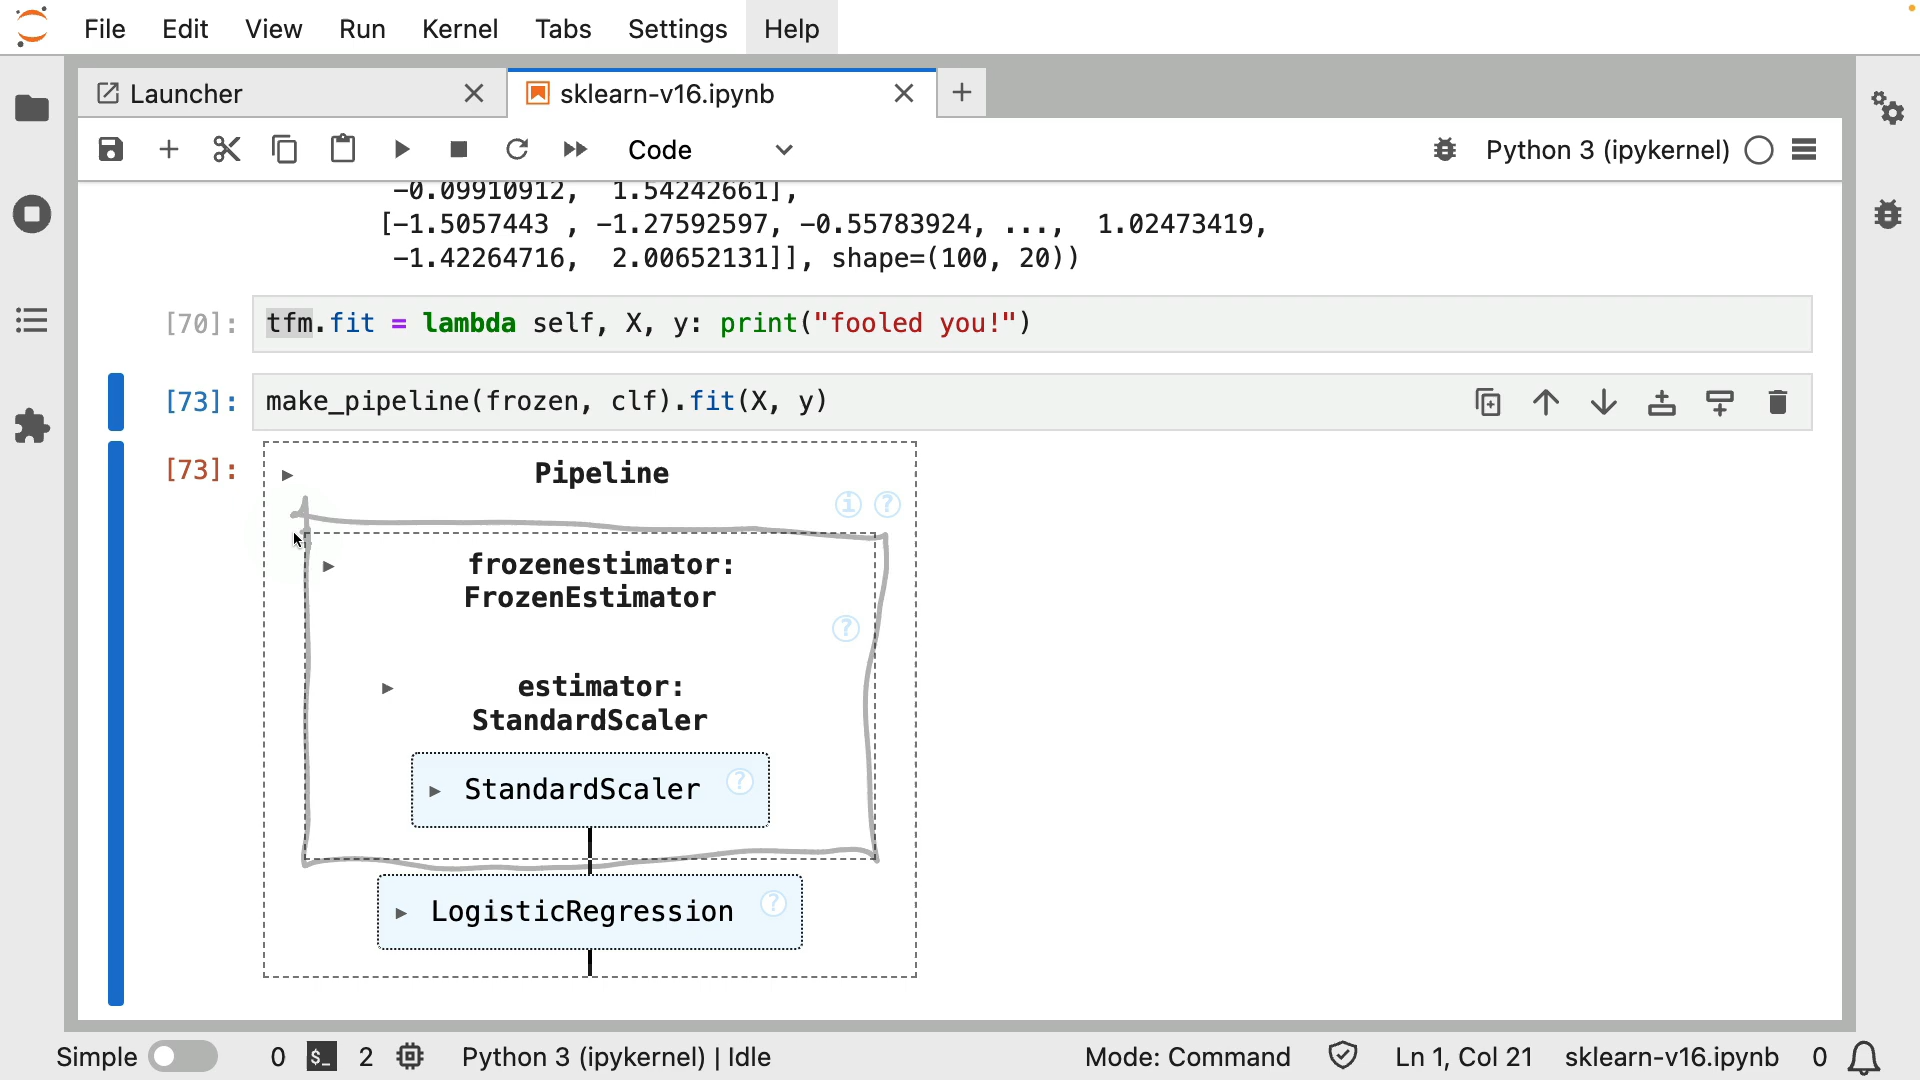 File Edit View Run Kernel Tabs Settings Help
Launcher
sklearn-v16.ipynb
Code
Python 3 (ipykernel)
-0.09910912, 1.54242661],
[-1.5057443 , -1.27592597, -0.55783924, ..., 1.02473419,
-1.42264716, 2.00652131]], shape=(100, 20))
[70]: tfm.fit = lambda self, X, y: print("fooled you!")
[73]: make_pipeline(frozen, clf).fit(X, y)
[73]: Pipeline
i ?
frozenestimator:
FrozenEstimator
?
estimator:
StandardScaler
StandardScaler ?
LogisticRegression ?
Simple 0 $_ 2 Python 3 (ipykernel) | Idle Mode: Command Ln 1, Col 21 sklearn-v16.ipynb 0